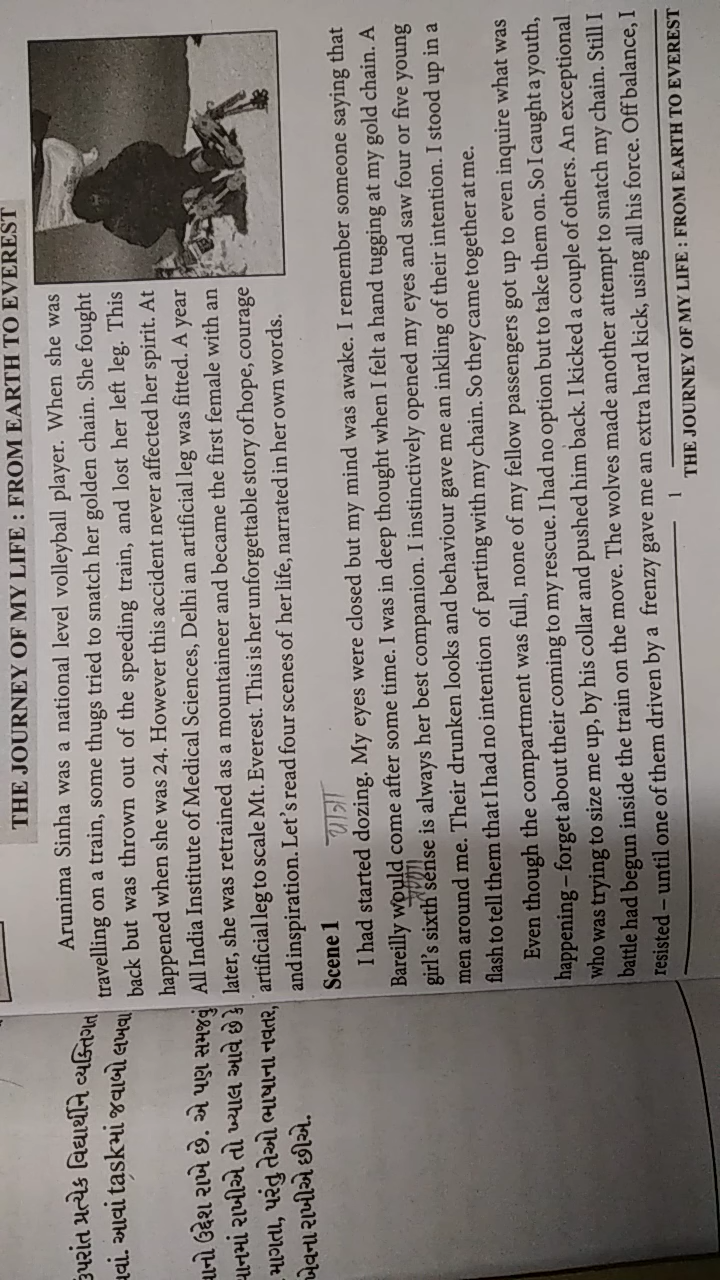 THE JOURNEY OF MY LIFE : FROM EARTH TO EVEREST
Arunima Sinha was a national level volleyball player. When she was
travelling on a train, some thugs tried to snatch her golden chain. She fought
back but was thrown out of the speeding train, and lost her left leg. This
happened when she was 24. However this accident never affected her spirit. At
All India Institute of Medical Sciences, Delhi an artificial leg was fitted. A year
later, she was retrained as a mountaineer and became the first female with an
artificial leg to scale Mt. Everest. This is her unforgettable story of hope, courage
and inspiration. Let's read four scenes of her life, narrated in her own words.
Scene 1
I had started dozing. My eyes were closed but my mind was awake. I remember someone saying that
Bareilly would come after some time. I was in deep thought when I felt a hand tugging at my gold chain. A
girl's sixth sense is always her best companion. I instinctively opened my eyes and saw four or five young
men around me. Their drunken looks and behaviour gave me an inkling of their intention. I stood up in a
flash to tell them that I had no intention of parting with my chain. So they came together at me.
Even though the compartment was full, none of my fellow passengers got up to even inquire what was
happening – forget about their coming to my rescue. I had no option but to take them on. So I caught a youth,
who was trying to size me up, by his collar and pushed him back. I kicked a couple of others. An exceptional
battle had begun inside the train on the move. The wolves made another attempt to snatch my chain. Still I
resisted – until one of them driven by a frenzy gave me an extra hard kick, using all his force. Off balance, I
1
THE JOURNEY OF MY LIFE : FROM EARTH TO EVEREST
ઉપરાંત પ્રત્યેક વિદ્યાર્થીને વ્યક્તિગત
આવાં taskમાં જવાબો લખવા
ઉદ્દેશ રાખે છે. એ પણ સમજવું
રાખીએ તો ખ્યાલ આવે છે કે
માગતા, પરંતુ તેઓ ભાષાના નવતર,
રાખીએ છીએ.